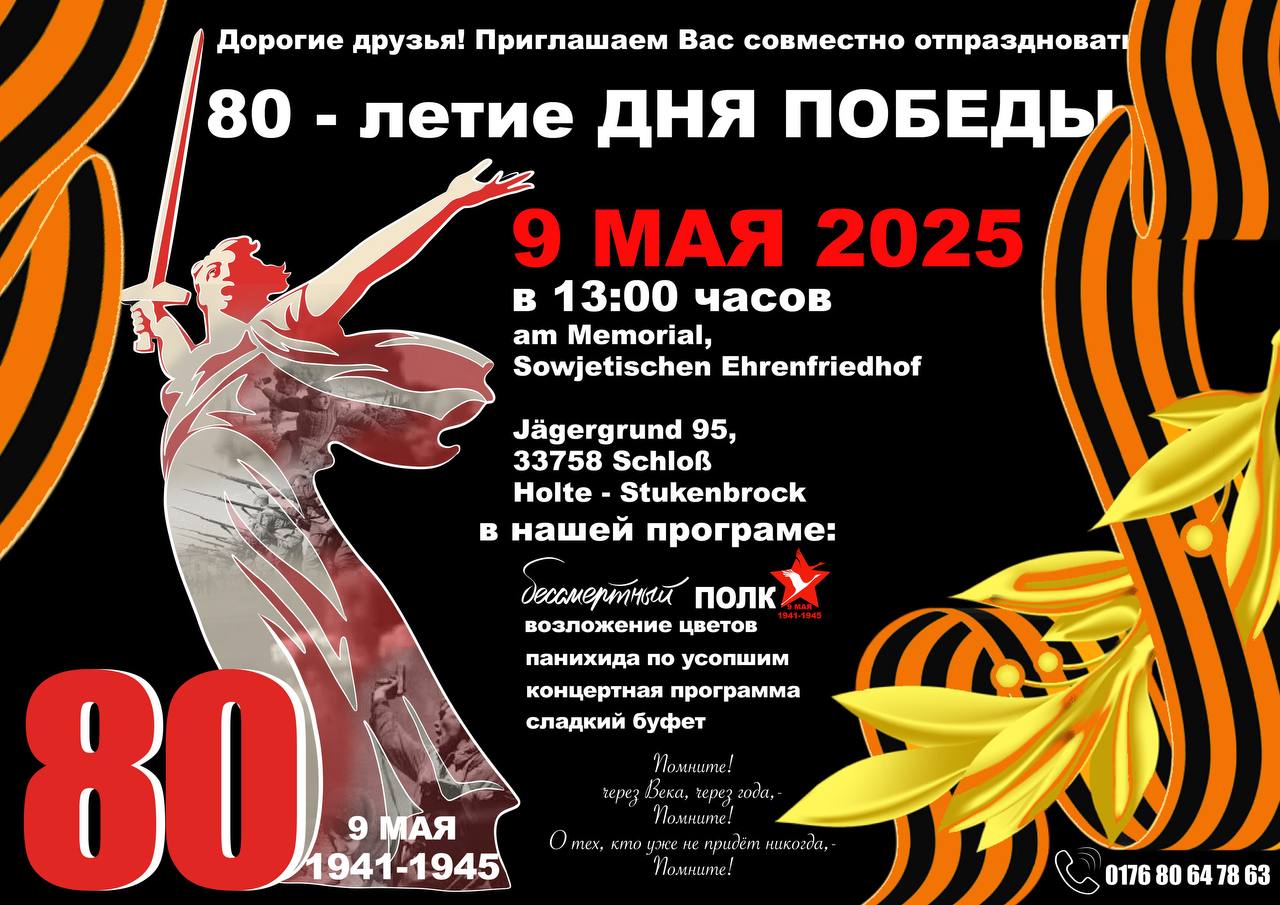 Дорогие друзья! Приглашаем Вас совместно отпраздновать
80 - летие ДНЯ ПОБЕДЫ
9 МАЯ 2025
в 13:00 часов
am Memorial,
Sowjetischen Ehrenfriedhof
Jägergrund 95,
33758 Schloß
Holte - Stukenbrock
в нашей програме:
бессмертный ПОЛК
9 МАЯ
1941-1945
возложение цветов
панихида по усопшим
концертная программа
сладкий буфет
Помните!
через Века, через года,-
Помните!
О тех, кто уже не придёт никогда,-
Помните!
80
9 МАЯ
1941-1945
0176 80 64 78 63